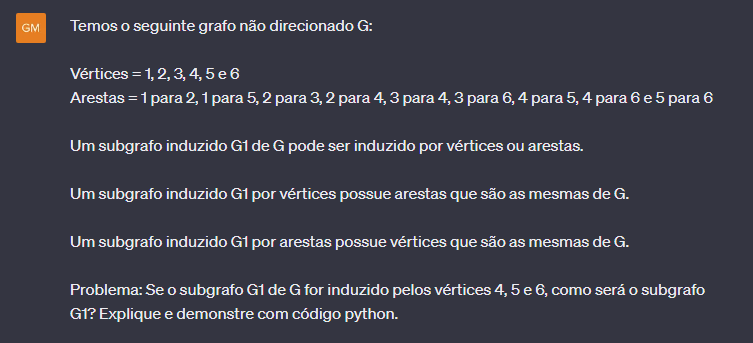 GM
Temos o seguinte grafo não direcionado G:
Vértices = 1, 2, 3, 4, 5 e 6
Arestas = 1 para 2, 1 para 5, 2 para 3, 2 para 4, 3 para 4, 3 para 6, 4 para 5, 4 para 6 e 5 para 6
Um subgrafo induzido G1 de G pode ser induzido por vértices ou arestas.
Um subgrafo induzido G1 por vértices possue arestas que são as mesmas de G.
Um subgrafo induzido G1 por arestas possue vértices que são as mesmas de G.
Problema: Se o subgrafo G1 de G for induzido pelos vértices 4, 5 e 6, como será o subgrafo
G1? Explique e demonstre com código python.